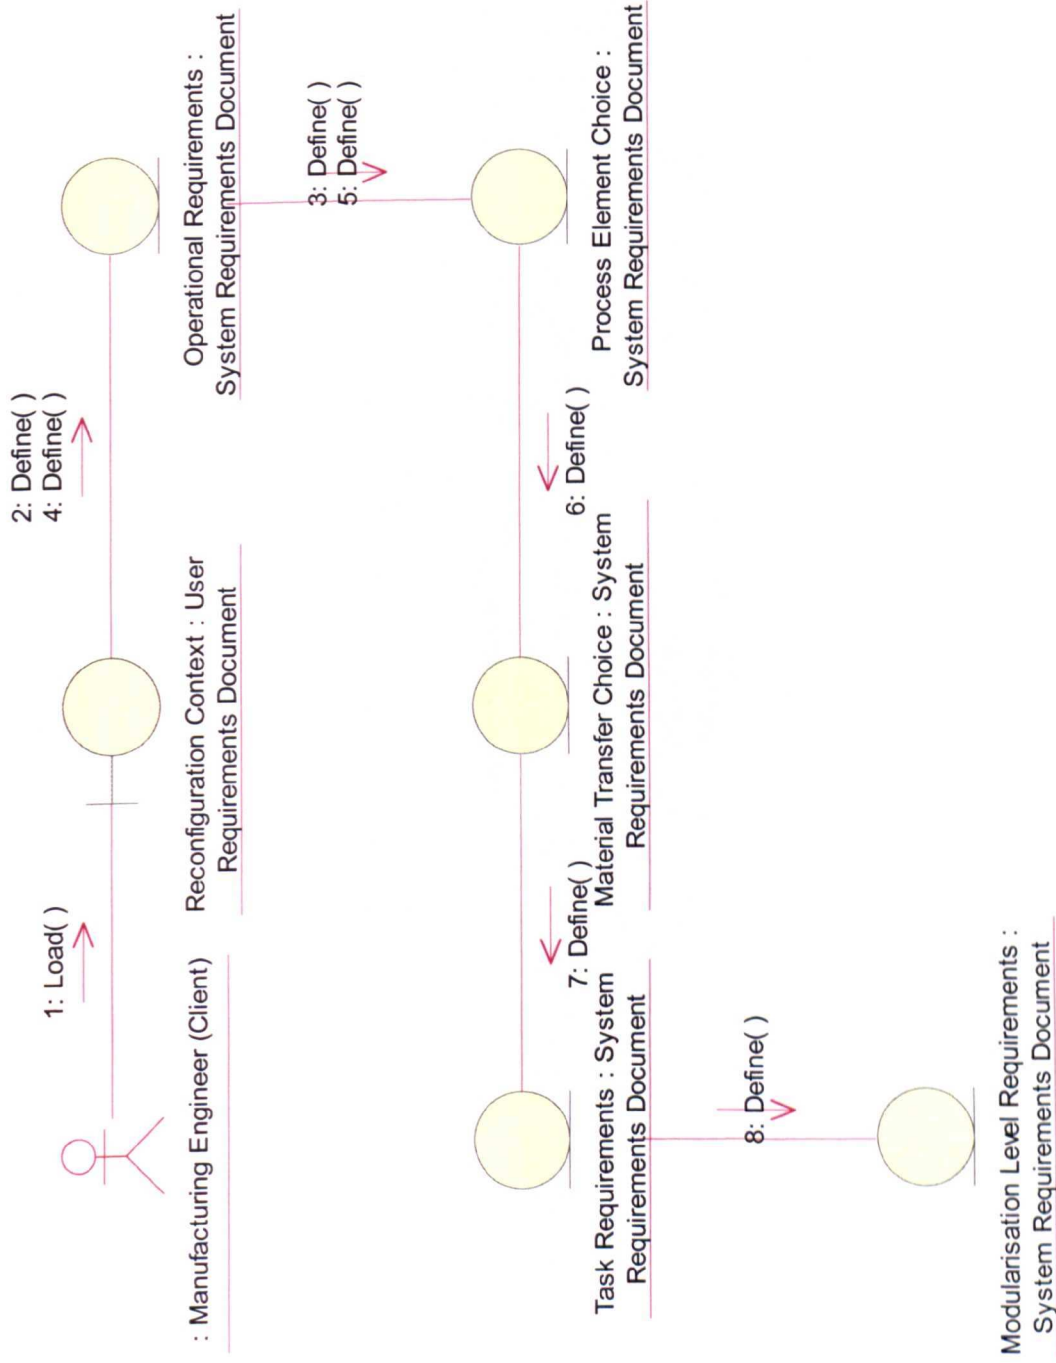 2: Define( )
4: Define( )
1: Load( )
: Manufacturing Engineer (Client)
Reconfiguration Context : User
Requirements Document
Operational Requirements :
System Requirements Document
3: Define( )
5: Define( )
7: Define( )
6: Define( )
Task Requirements : System
Requirements Document
Material Transfer Choice : System
Requirements Document
Process Element Choice :
System Requirements Document
8: Define( )
Modularisation Level Requirements :
System Requirements Document